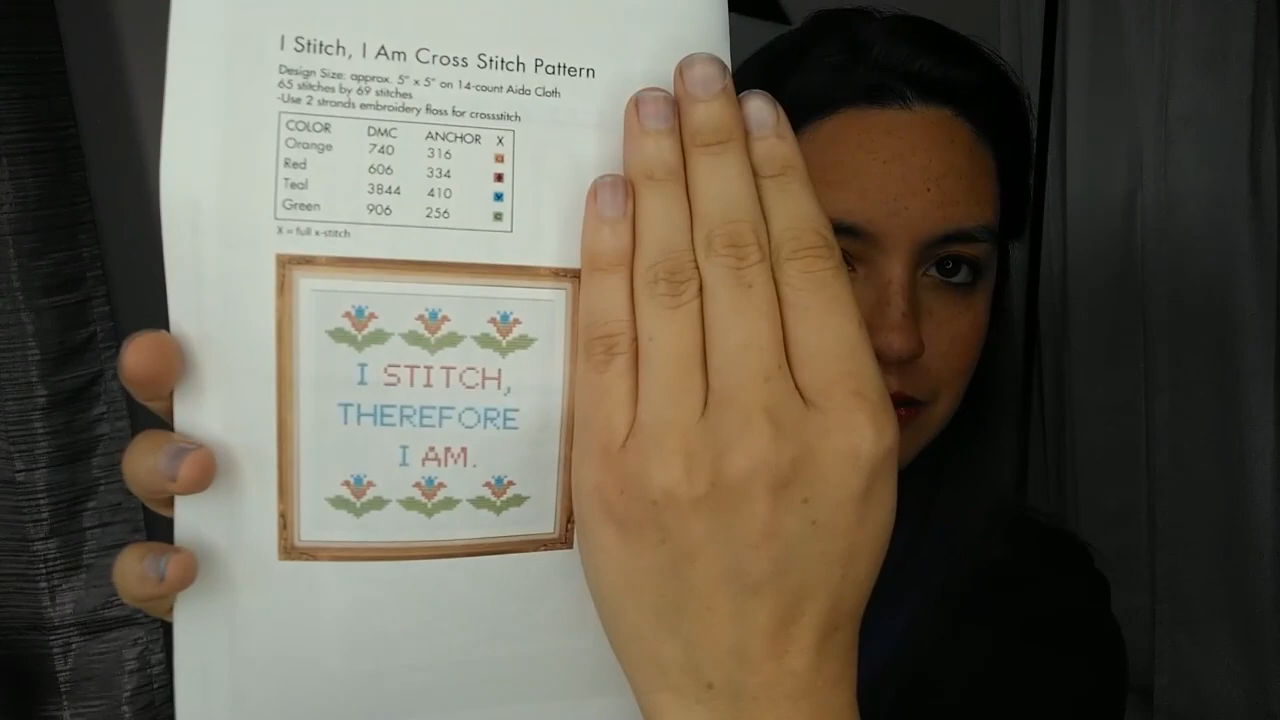 I Stitch, I Am Cross Stitch Pattern
Design Size: approx. 5" x 5" on 14-count Aida Cloth
65 stitches by 69 stitches
-Use 2 strands embroidery floss for crossstitch
COLOR DMC ANCHOR X
Orange 740 316
Red 606 334
Teal 3844 410
Green 906 256
X = full x-stitch
I STITCH,
THEREFORE
I AM.